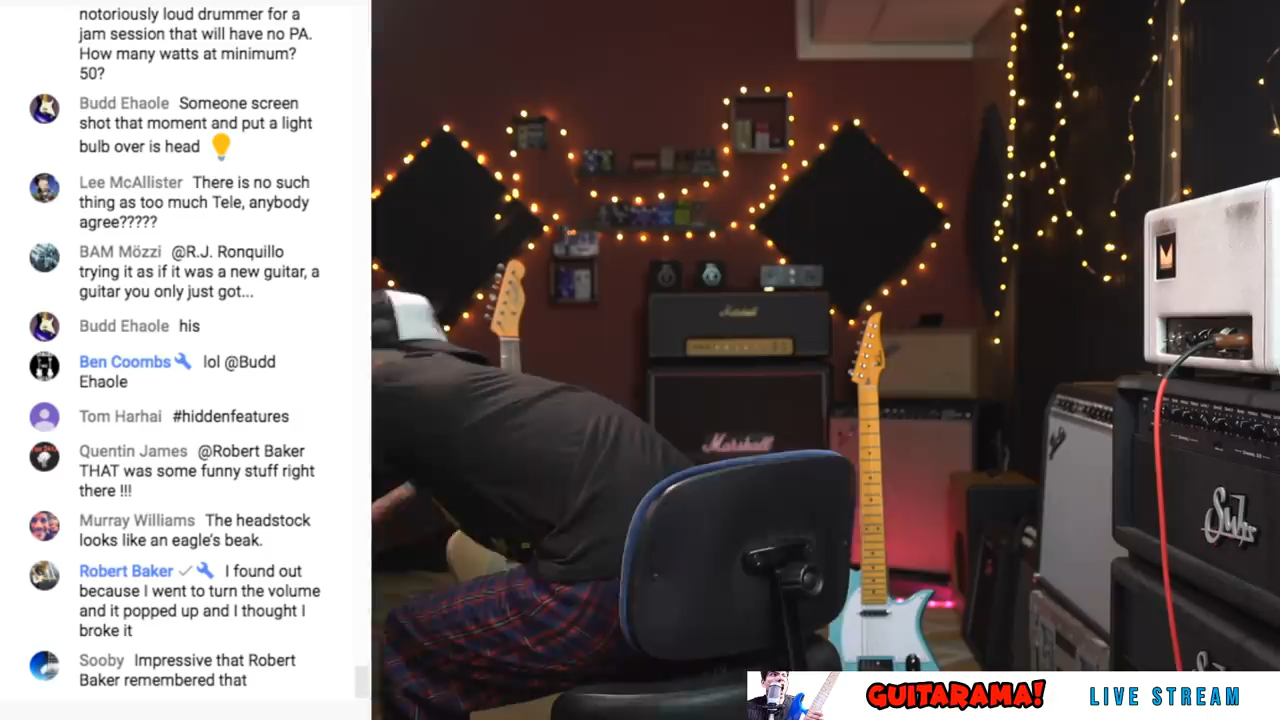 notoriously loud drummer for a
jam session that will have no PA.
How many watts at minimum?
50?
Budd Ehaole Someone screen
shot that moment and put a light
bulb over is head
Lee McAllister There is no such
thing as too much Tele, anybody
agree?????
BAM Mözzi @R.J. Ronquillo
trying it as if it was a new guitar, a
guitar you only just got...
Budd Ehaole his
Ben Coombs lol @Budd
Ehaole
Tom Harhai #hiddenfeatures
Quentin James @Robert Baker
THAT was some funny stuff right
there !!!
Murray Williams The headstock
looks like an eagle's beak.
Robert Baker I found out
because I went to turn the volume
and it popped up and I thought I
broke it
Sooby Impressive that Robert
Baker remembered that
Marshall
Marshall
Suhr
GUITARAMA!
LIVE STREAM